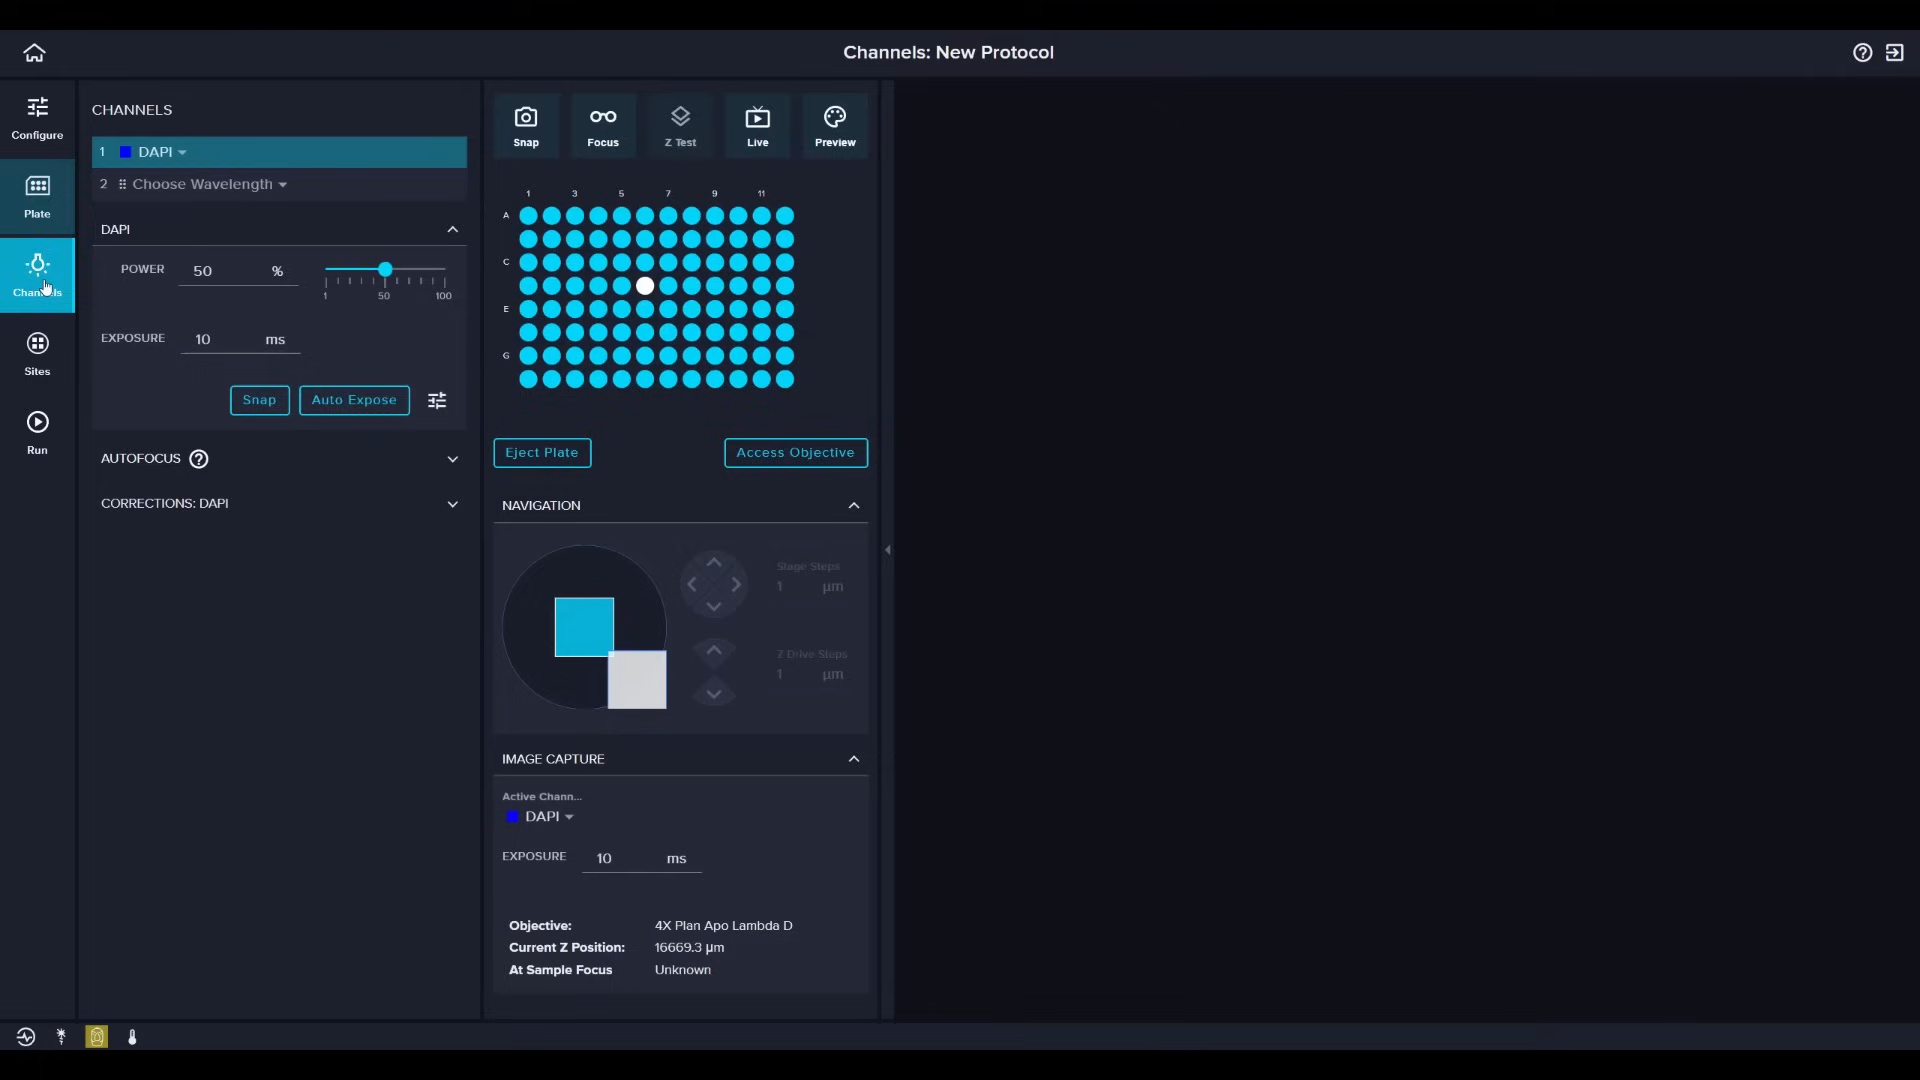 Channels: New Protocol
Configure
Plate
Channels
Sites
Run
CHANNELS
1 DAPI
2 Choose Wavelength
DAPI
POWER 50 %
1 50 100
EXPOSURE 10 ms
Snap Auto Expose
AUTOFOCUS ?
CORRECTIONS: DAPI
Snap Focus Z Test Live Preview
1 3 5 7 9 11
A
C
E
G
Eject Plate Access Objective
NAVIGATION
Stage Steps
1 μm
Z Drive Steps
1 μm
IMAGE CAPTURE
Active Chann...
DAPI
EXPOSURE 10 ms
Objective: 4X Plan Apo Lambda D
Current Z Position: 16669.3 μm
At Sample Focus Unknown